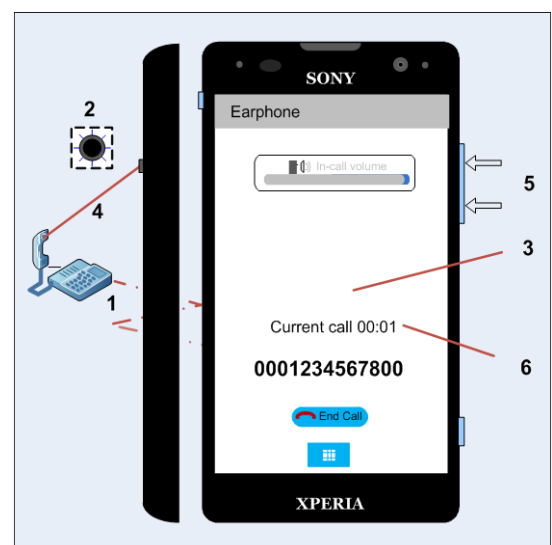 SONY
Earphone
2
In-call volume
5
4
3
1
Current call 00:01
6
0001234567800
End Call
XPERIA